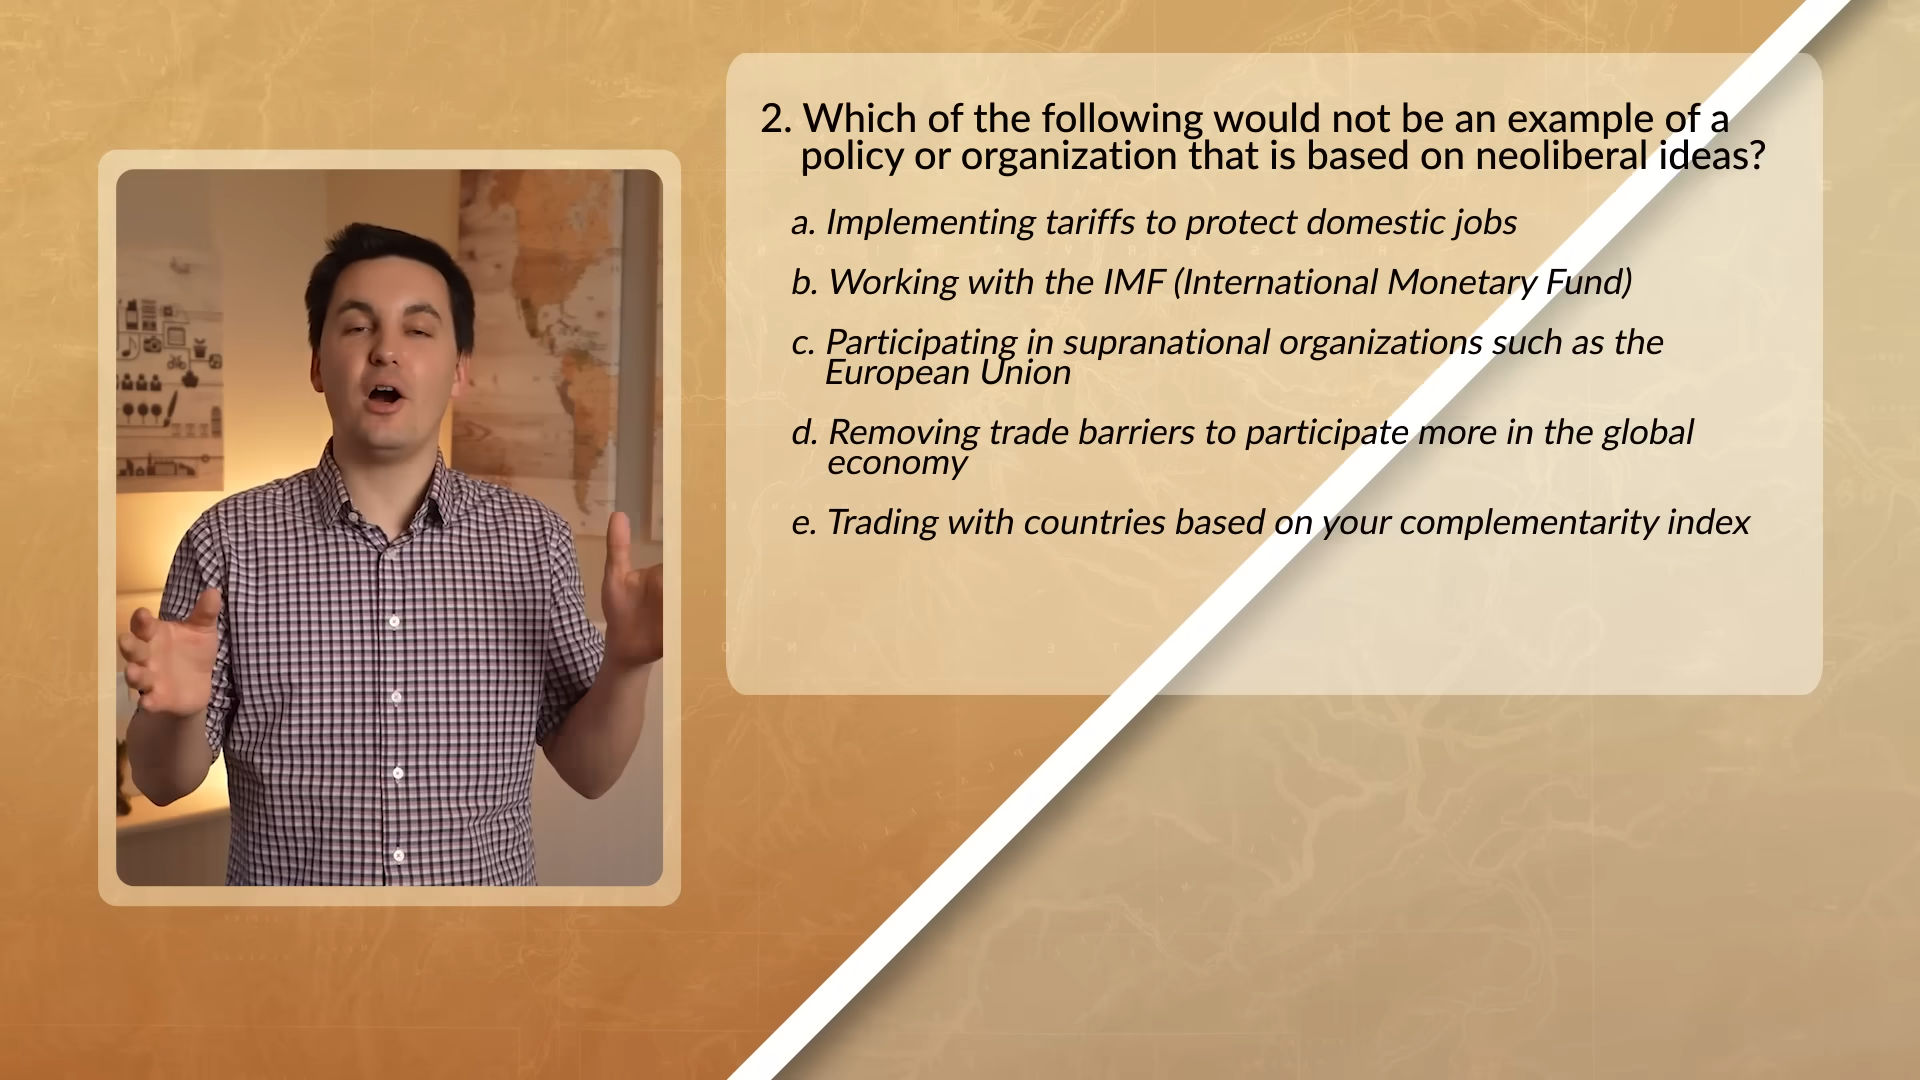 2. Which of the following would not be an example of a
policy or organization that is based on neoliberal ideas?
a. Implementing tariffs to protect domestic jobs
b. Working with the IMF (International Monetary Fund)
c. Participating in supranational organizations such as the
European Union
d. Removing trade barriers to participate more in the global
economy
e. Trading with countries based on your complementarity index